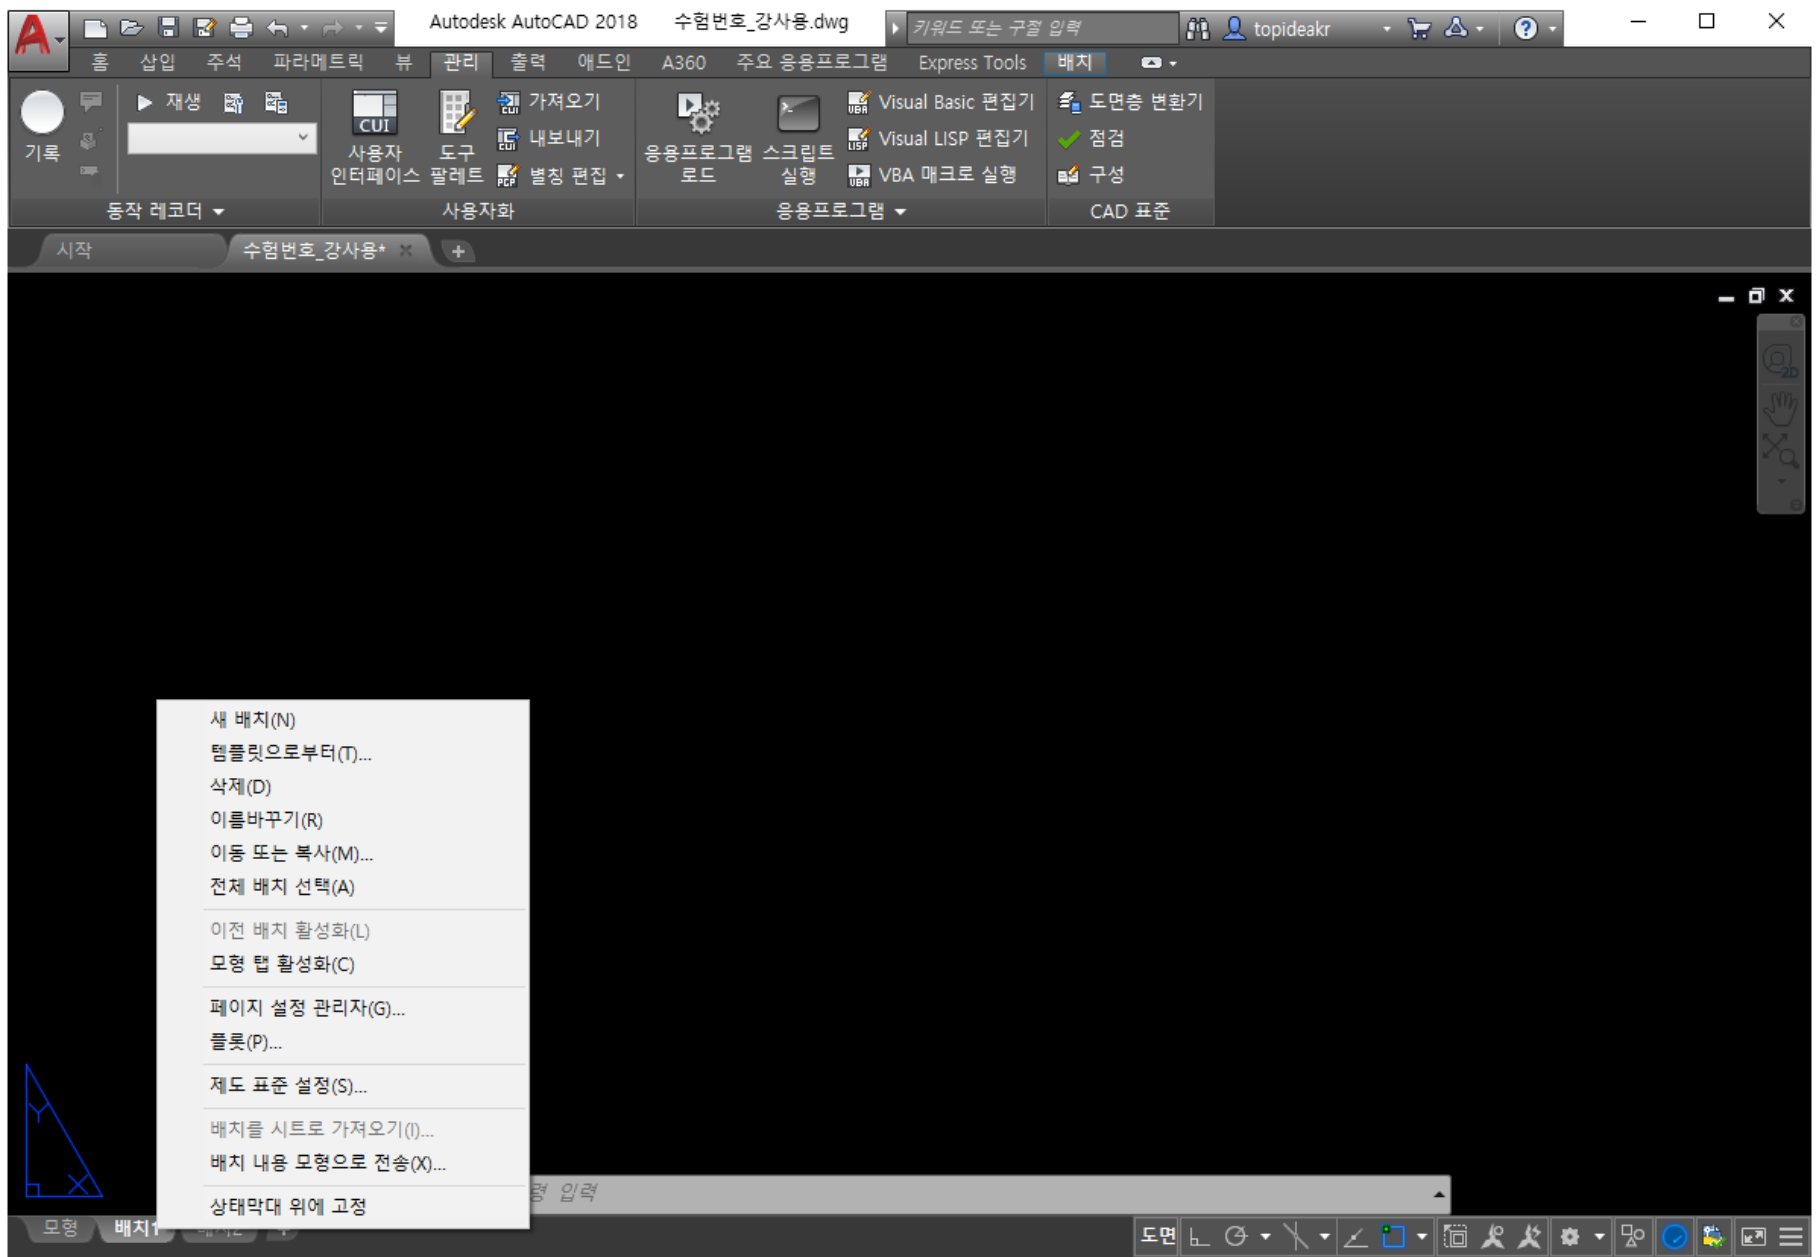 Autodesk AutoCAD 2018 수험번호_강사용.dwg 키워드 또는 구절 입력 topideakr
홈 삽입 주석 파라메트릭 뷰 관리 출력 애드인 A360 주요 응용프로그램 Express Tools 배치
기록
재생
동작 레코더
CUI
사용자
인터페이스
도구
팔레트
가져오기
내보내기
별칭 편집
사용자화
응용프로그램
로드
스크립트
실행
Visual Basic 편집기
Visual LISP 편집기
VBA 매크로 실행
응용프로그램
도면층 변환기
점검
구성
CAD 표준
시작 수험번호_강사용*
2D
새 배치(N)
템플릿으로부터(T)...
삭제(D)
이름바꾸기(R)
이동 또는 복사(M)...
전체 배치 선택(A)
이전 배치 활성화(L)
모형 탭 활성화(C)
페이지 설정 관리자(G)...
플롯(P)...
제도 표준 설정(S)...
배치를 시트로 가져오기(I)...
배치 내용 모형으로 전송(X)...
상태막대 위에 고정
Y
X
입력
모형 배치1
도면